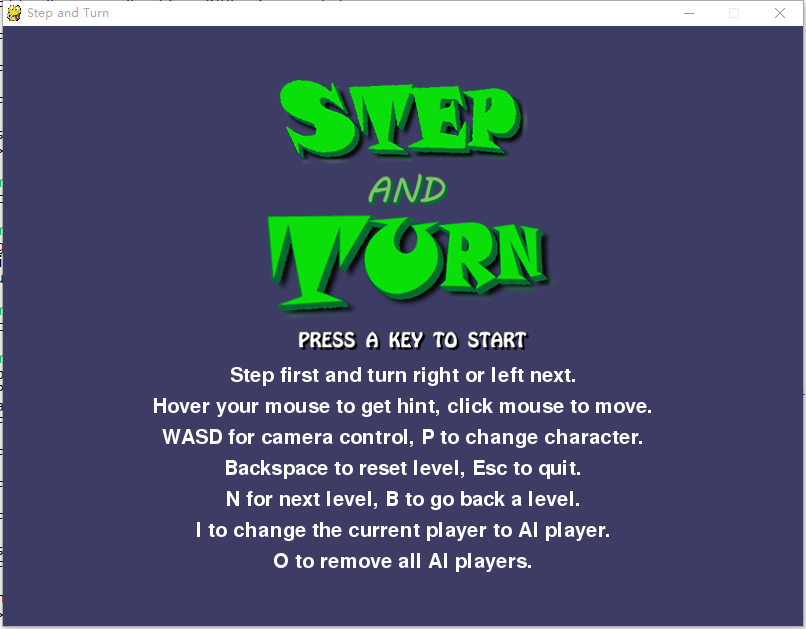 Step and Turn
STEP
AND
TURN
PRESS A KEY TO START
Step first and turn right or left next.
Hover your mouse to get hint, click mouse to move.
WASD for camera control, P to change character.
Backspace to reset level, Esc to quit.
N for next level, B to go back a level.
I to change the current player to AI player.
O to remove all AI players.